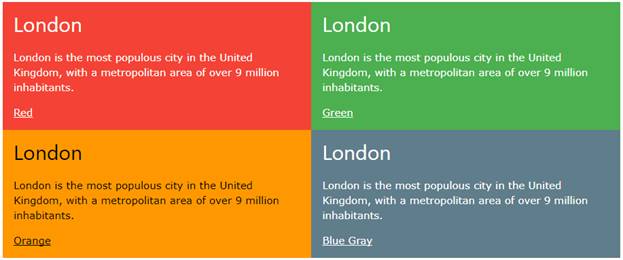 London
London is the most populous city in the United
Kingdom, with a metropolitan area of over 9 million
inhabitants.
Red
London
London is the most populous city in the United
Kingdom, with a metropolitan area of over 9 million
inhabitants.
Green
London
London is the most populous city in the United
Kingdom, with a metropolitan area of over 9 million
inhabitants.
Orange
London
London is the most populous city in the United
Kingdom, with a metropolitan area of over 9 million
inhabitants.
Blue Gray